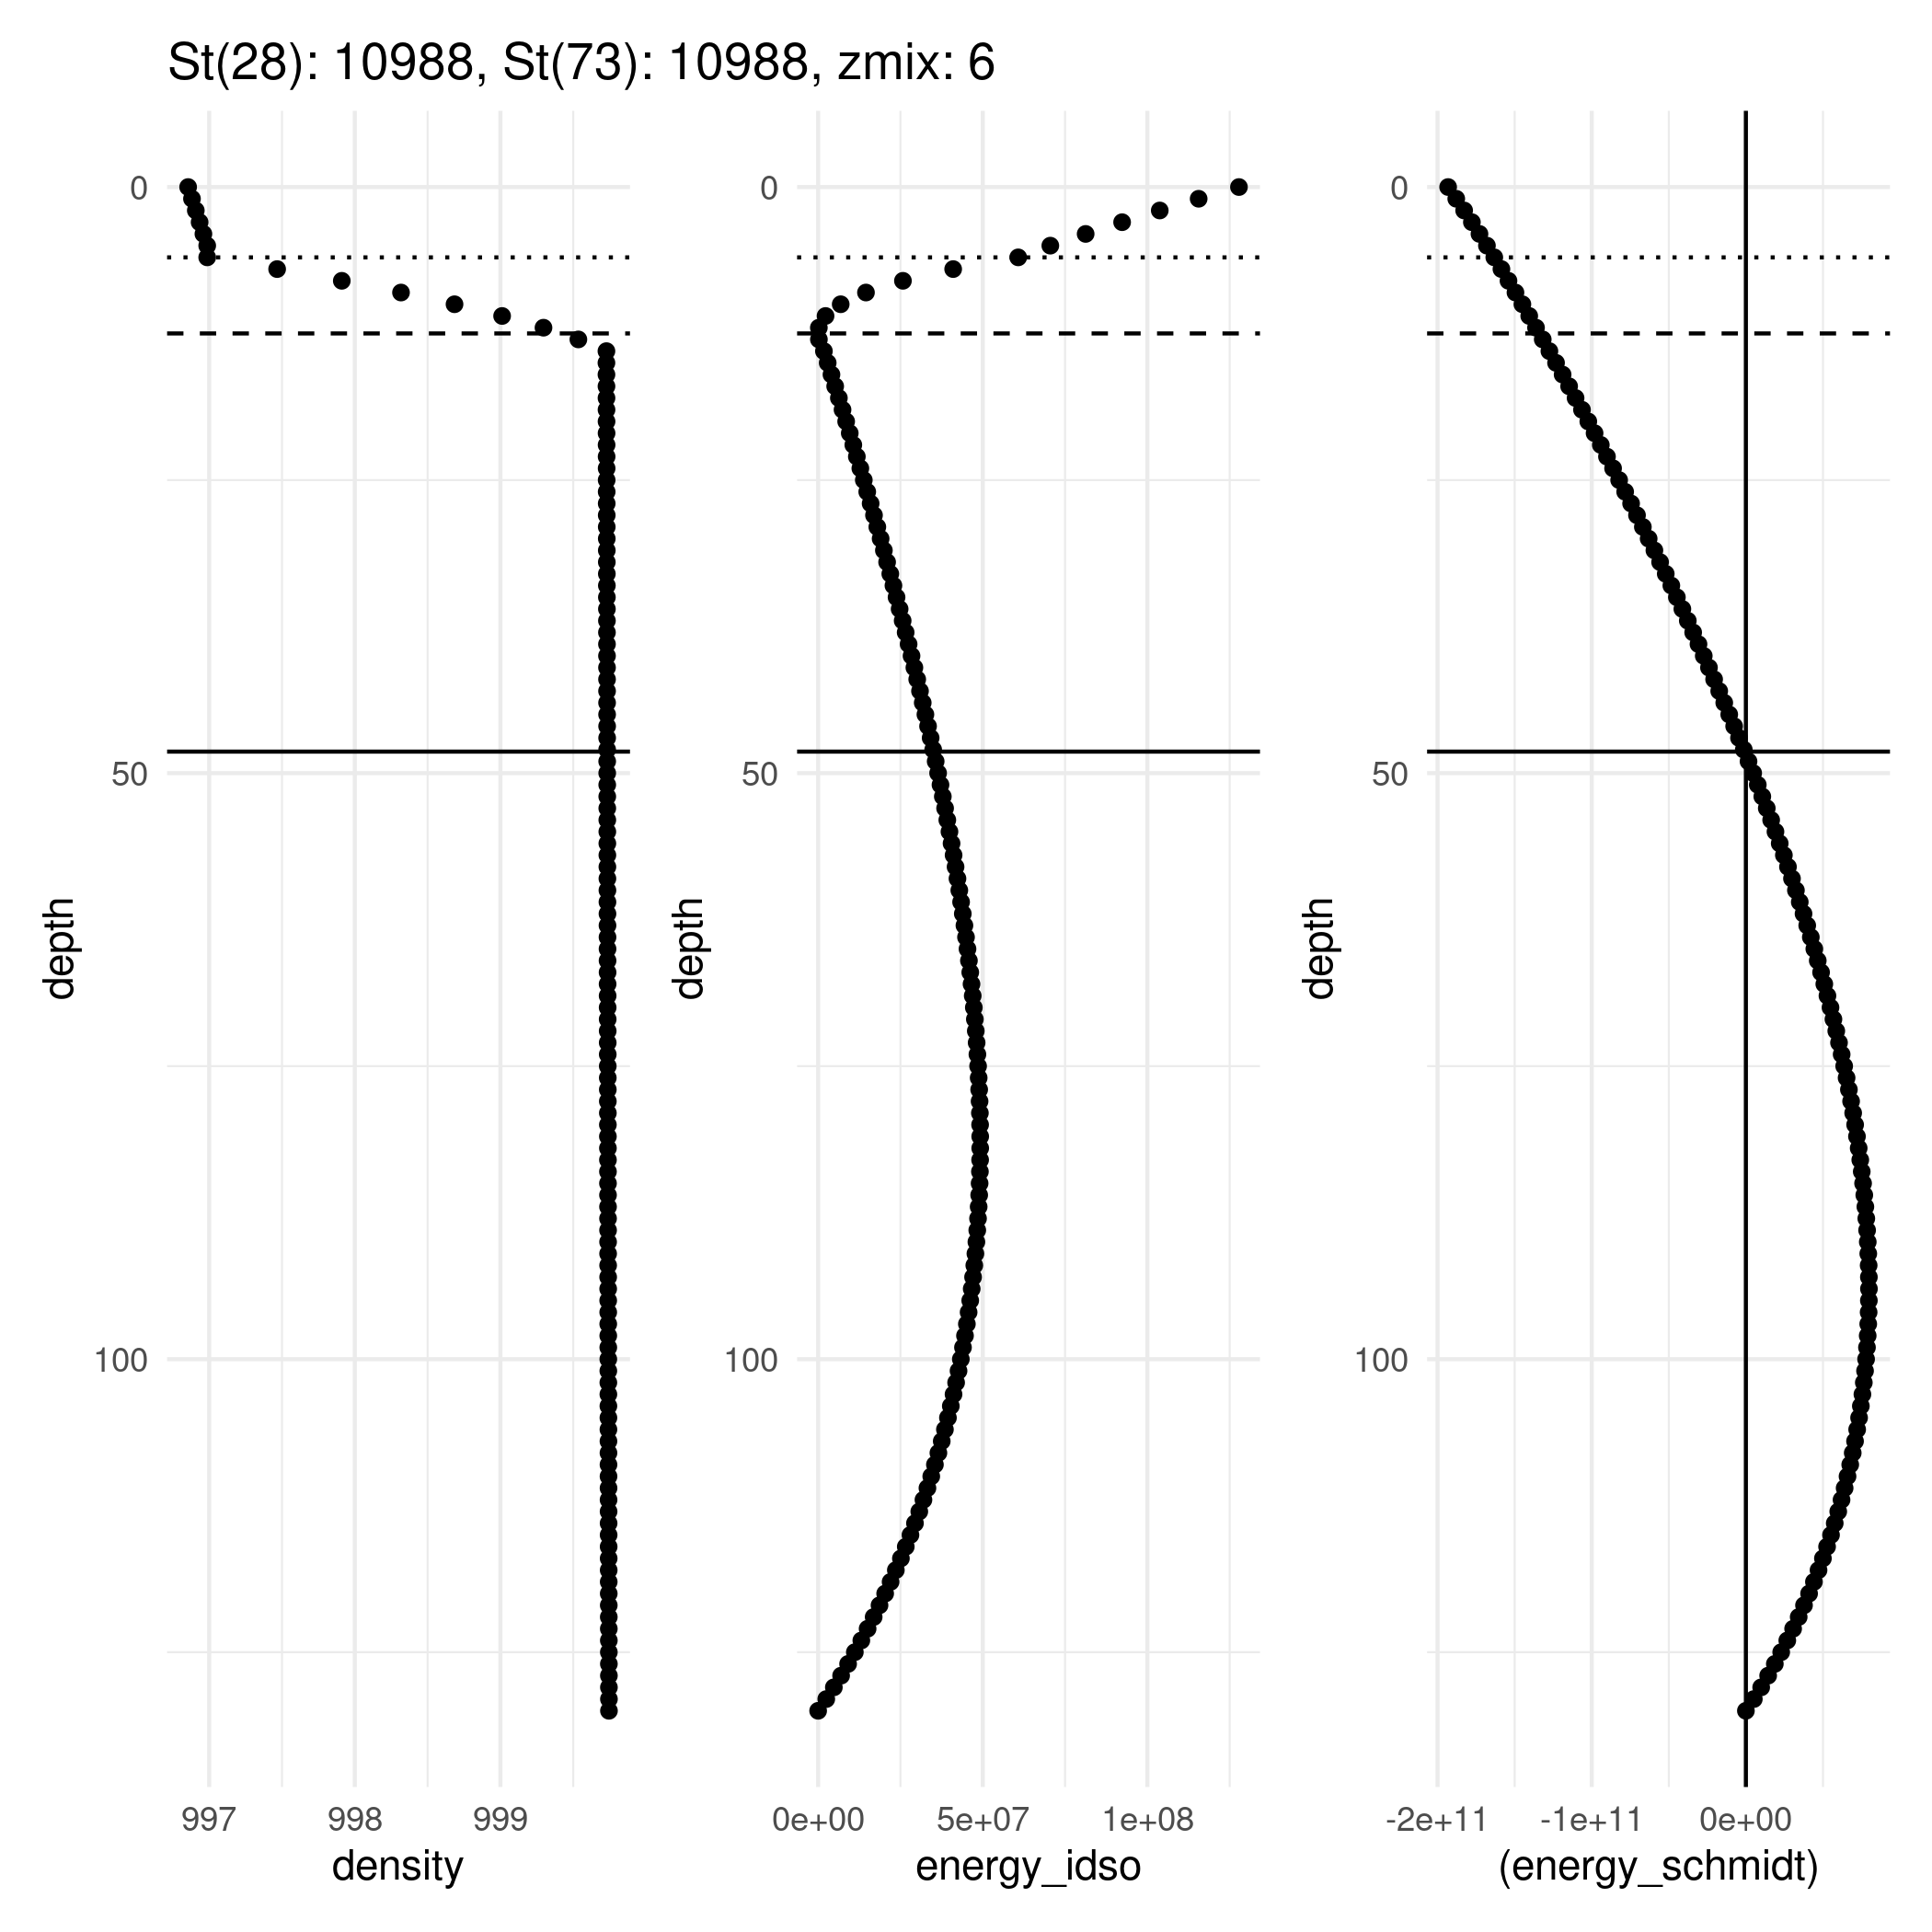 St(28): 10988, St(73): 10988, zmix: 6
0
50
100
depth
997
998
999
density
0
50
100
depth
0e+00
5e+07
1e+08
energy_idso
0
50
100
depth
-2e+11
-1e+11
0e+00
(energy_schmidt)